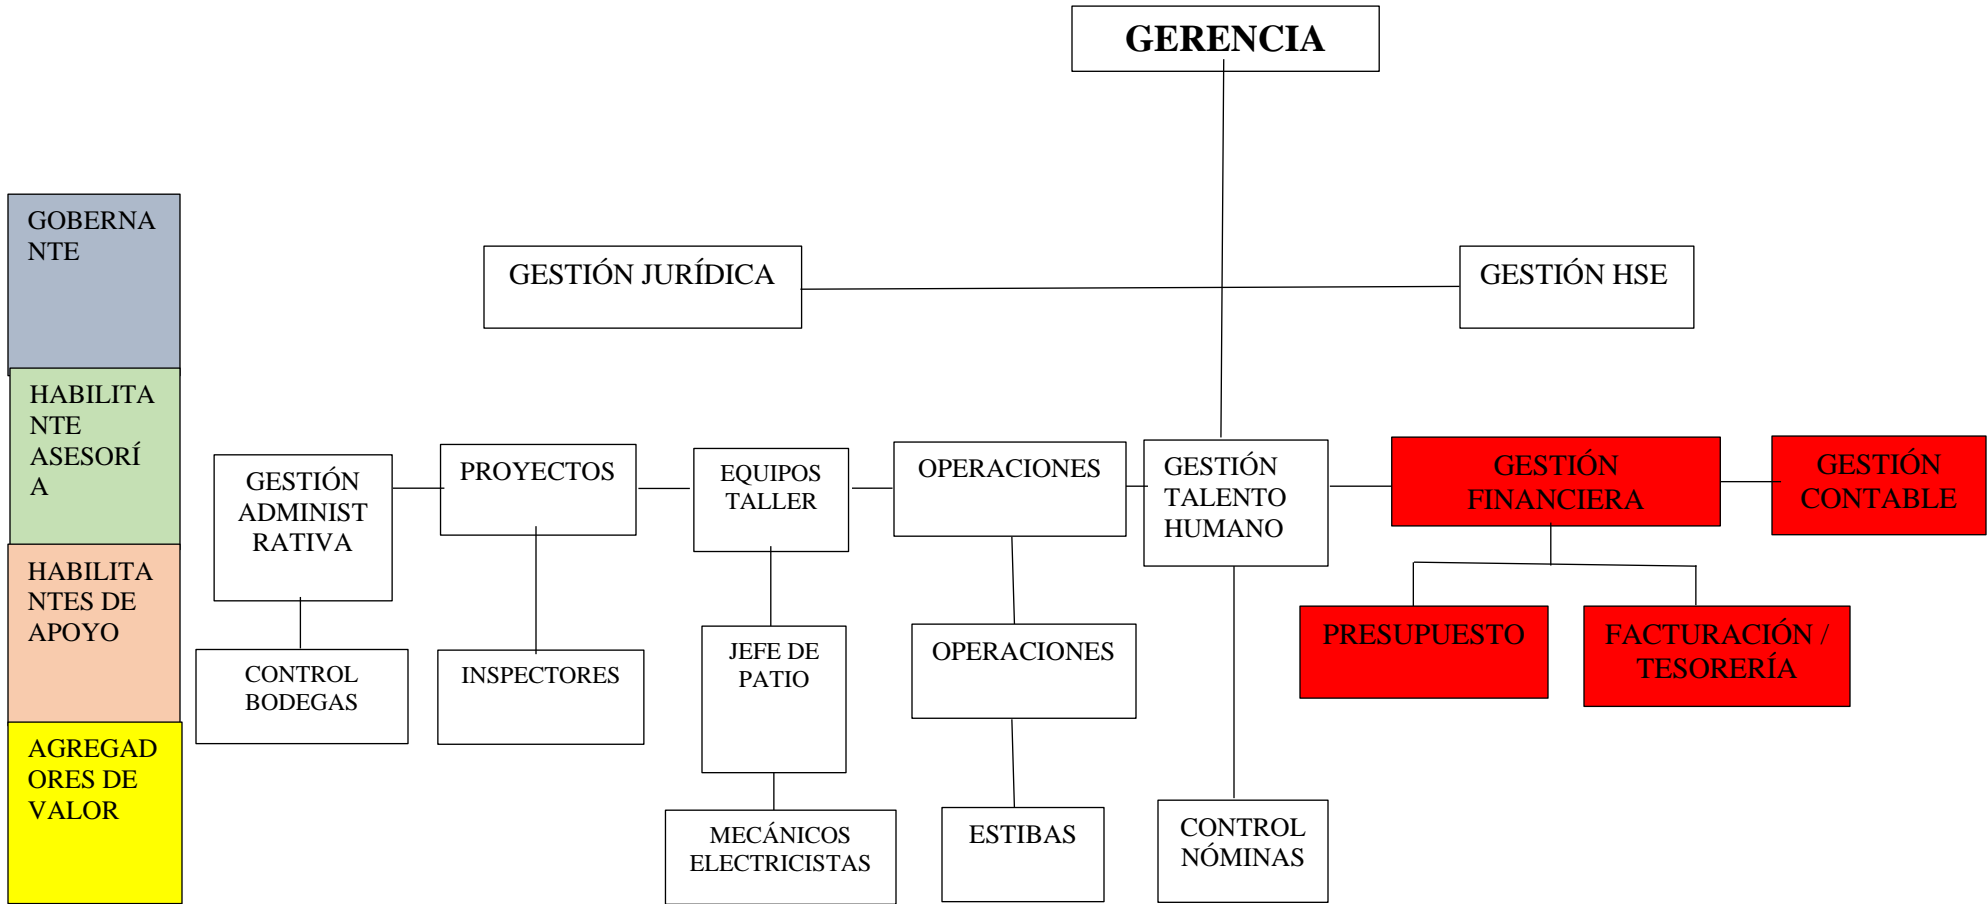 GERENCIA
GOBERNA
NTE
GESTIÓN JURÍDICA
GESTIÓN HSE
HABILITA
NTE
ASESORÍ
A
GESTIÓN
ADMINIST
RATIVA
PROYECTOS
EQUIPOS
TALLER
OPERACIONES
GESTIÓN
TALENTO
HUMANO
GESTIÓN
FINANCIERA
GESTIÓN
CONTABLE
HABILITA
NTES DE
APOYO
CONTROL
BODEGAS
INSPECTORES
JEFE DE
PATIO
OPERACIONES
PRESUPUESTO
FACTURACIÓN /
TESORERÍA
AGREGAD
ORES DE
VALOR
MECÁNICOS
ELECTRICISTAS
ESTIBAS
CONTROL
NÓMINAS